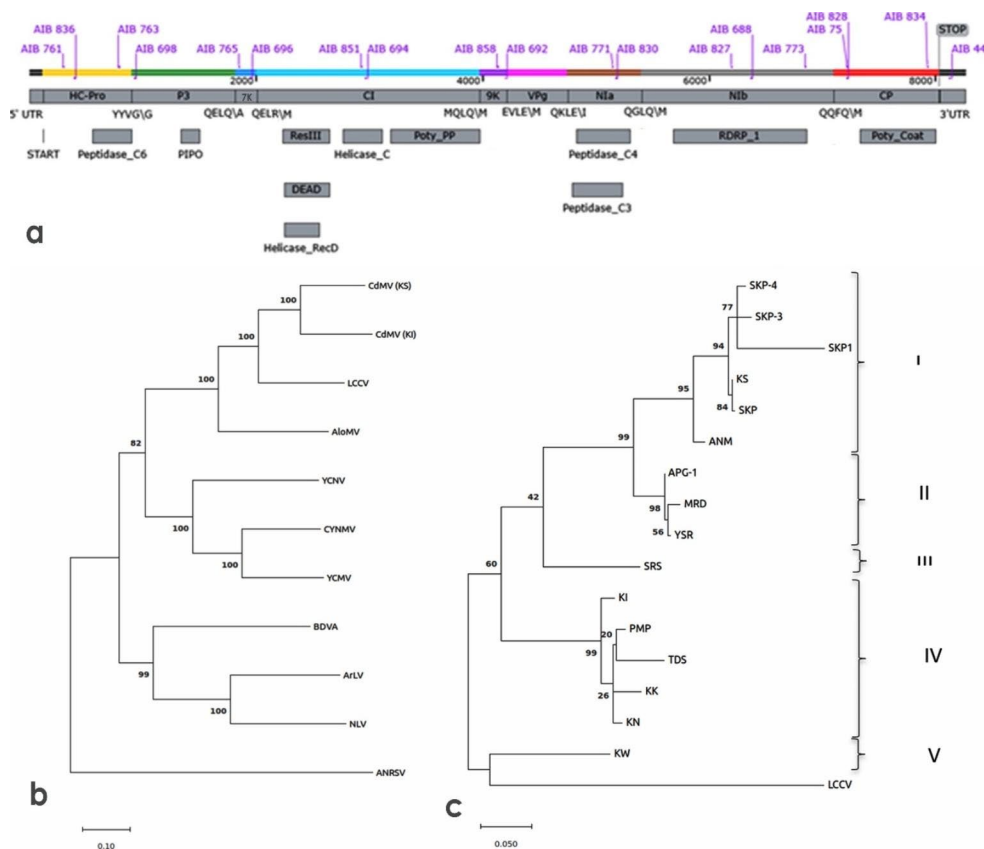 AIB 828 AIB 834
AIB 836 AIB 763 AIB 688 STOP
AIB 761 AIB 698 AIB 765 AIB 696 AIB 851 AIB 694 AIB 858 AIB 692 AIB 771 AIB 830 AIB 827 AIB 773 AIB 75 AIB 44
2000 4000 6000 8000
HC-Pro P3 7K CI 9K VPg NIa NIb CP
5' UTR YYVG\G QELQ\A QELR\M MQLQ\M EVLE\M QKLE\I QGLQ\M QQFQ\M 3'UTR
START Peptidase_C6 PIPO ResIII Helicase_C Poty_PP Peptidase_C4 RDRP_1 Poty_Coat
DEAD Peptidase_C3
Helicase_RecD
a
CdMV (KS)
100
CdMV (KI)
100
LCCV
100
AloMV
82
YCNV
100
CYNMV
100
YCMV
BDVA
99
ArLV
100
NLV
ANRSV
b
0.10
SKP-4
77
SKP-3
94
SKP1
95
KS
84
SKP
ANM
I
99
APG-1
98
MRD
56
YSR
II
42
SRS
III
60
KI
20
PMP
99
TDS
26
KK
KN
IV
KW
V
LCCV
c
0.050